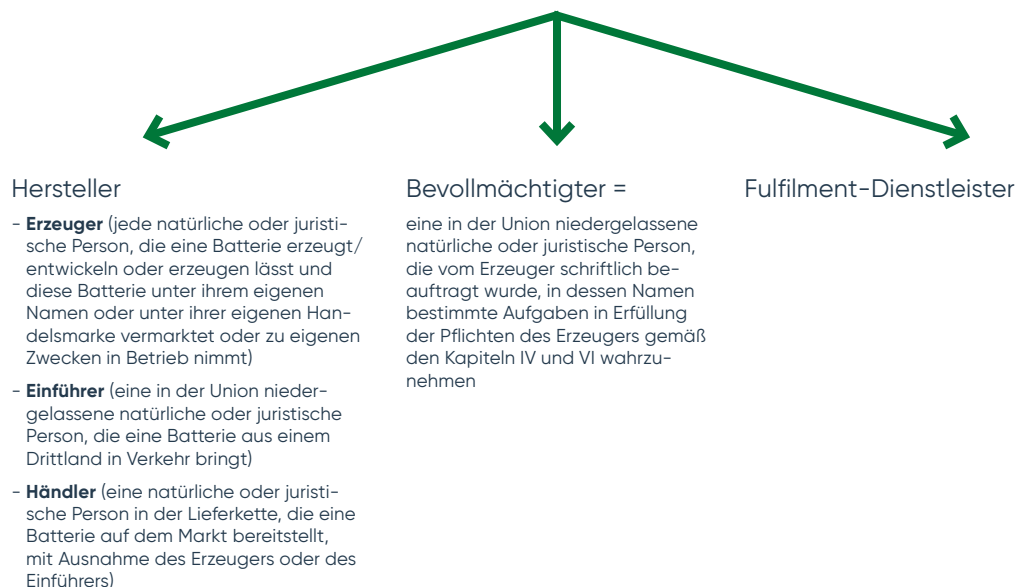 Hersteller
- Erzeuger (jede natürliche oder juristi-
sche Person, die eine Batterie erzeugt/
entwickeln oder erzeugen lässt und
diese Batterie unter ihrem eigenen
Namen oder unter ihrer eigenen Han-
delsmarke vermarktet oder zu eigenen
Zwecken in Betrieb nimmt)
- Einführer (eine in der Union nieder-
gelassene natürliche oder juristische
Person, die eine Batterie aus einem
Drittland in Verkehr bringt)
- Händler (eine natürliche oder juristi-
sche Person in der Lieferkette, die eine
Batterie auf dem Markt bereitstellt,
mit Ausnahme des Erzeugers oder des
Einführers)
Bevollmächtigter =
eine in der Union niedergelassene
natürliche oder juristische Person,
die vom Erzeuger schriftlich be-
auftragt wurde, in dessen Namen
bestimmte Aufgaben in Erfüllung
der Pflichten des Erzeugers gemäß
den Kapiteln IV und VI wahrzu-
nehmen
Fulfilment-Dienstleister